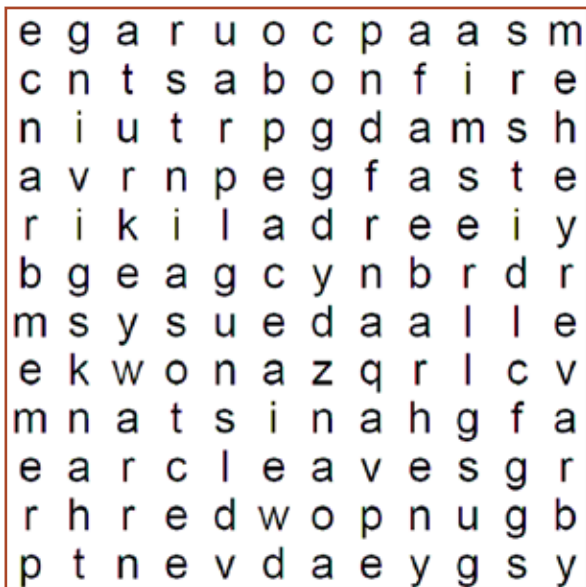 e g a r u o c p a a s m
c n t s a b o n f i r e
n i u t r p g d a m s h
a v r n p e g f a s t e
r i k i l a d r e e i y
b g e a g c y n b r d r
m s y s u e d a a l l e
e k w o n a z q r l c v
m n a t s i n a h g f a
e a r c l e a v e s g r
r h r e d w o p n u g b
p t n e v d a e y g s y